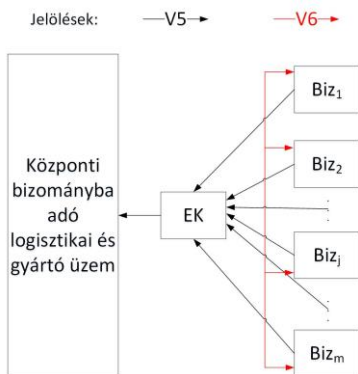 Jelölések: V5 V6
Központi
bizományba
adó
logisztikai és
gyártó üzem
EK
Biz1
Biz2
⋮
Bizj
⋮
Bizm